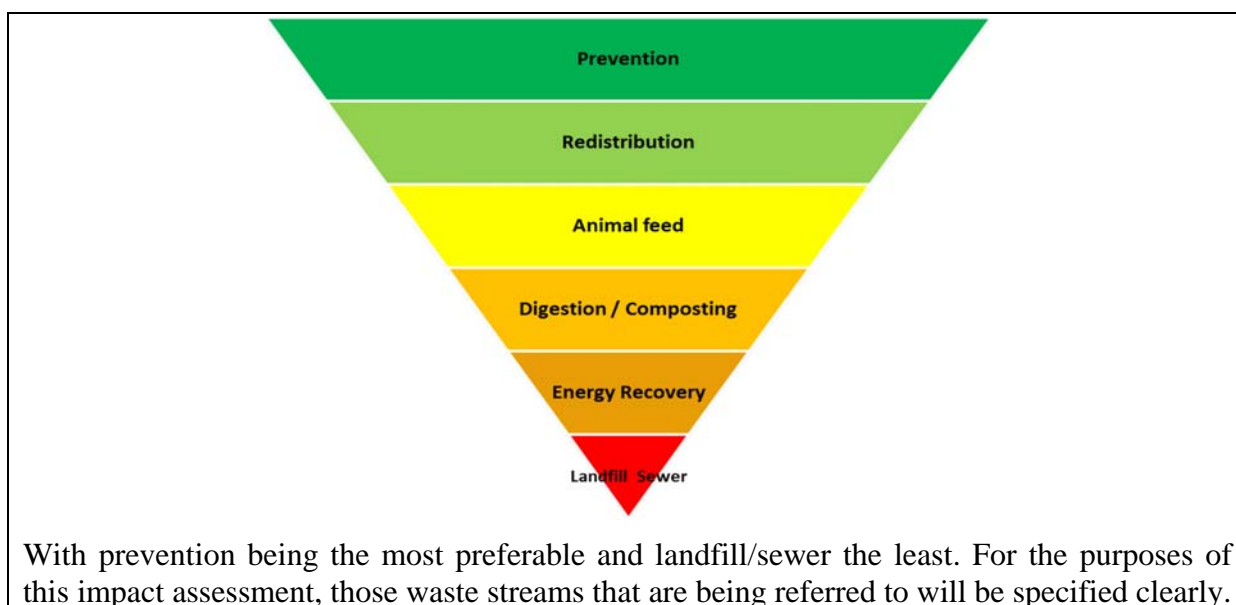 Prevention
Redistribution
Animal feed
Digestion / Composting
Energy Recovery
Landfill Sewer
With prevention being the most preferable and landfill/sewer the least. For the purposes of
this impact assessment, those waste streams that are being referred to will be specified clearly.